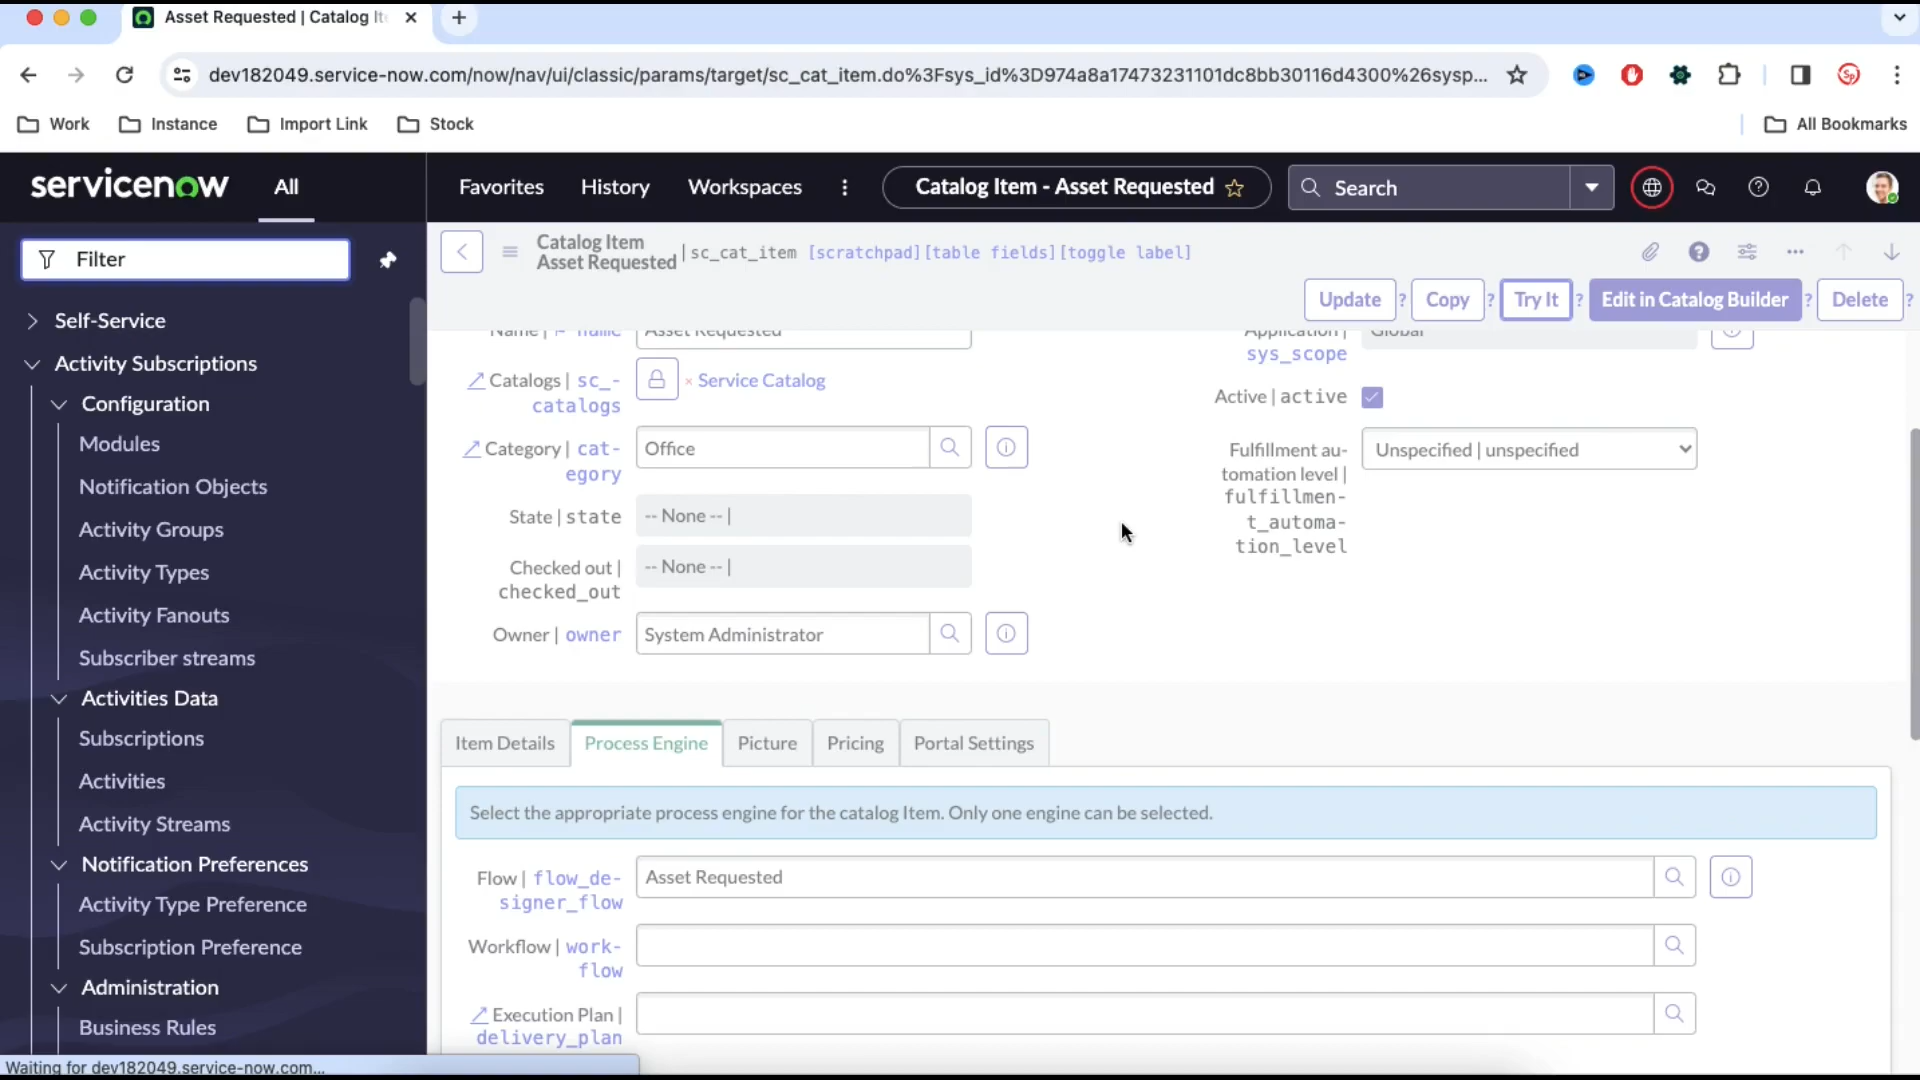 Asset Requested | Catalog Ite
dev182049.service-now.com/now/nav/ui/classic/params/target/sc_cat_item.do%3Fsys_id%3D974a8a17473231101dc8bb30116d4300%26sysp...
Work Instance Import Link Stock All Bookmarks
servicenow All Favorites History Workspaces Catalog Item - Asset Requested Search
Filter
Self-Service
Activity Subscriptions
Configuration
Modules
Notification Objects
Activity Groups
Activity Types
Activity Fanouts
Subscriber streams
Activities Data
Subscriptions
Activities
Activity Streams
Notification Preferences
Activity Type Preference
Subscription Preference
Administration
Business Rules
Waiting for dev182049.service-now.com...
Catalog Item
Asset Requested | sc_cat_item [scratchpad][table fields][toggle label]
Update ? Copy ? Try It ? Edit in Catalog Builder ? Delete ?
Name | name Asset Requested
Catalogs | sc_-
catalogs
Service Catalog
Category | cat-
egory
Office
State | state -- None -- |
Checked out |
checked_out
-- None -- |
Owner | owner System Administrator
Application |
sys_scope
Global
Active | active
Fulfillment au-
tomation level |
fulfillmen-
t_automa-
tion_level
Unspecified | unspecified
Item Details Process Engine Picture Pricing Portal Settings
Select the appropriate process engine for the catalog Item. Only one engine can be selected.
Flow | flow_de-
signer_flow
Asset Requested
Workflow | work-
flow
Execution Plan |
delivery_plan